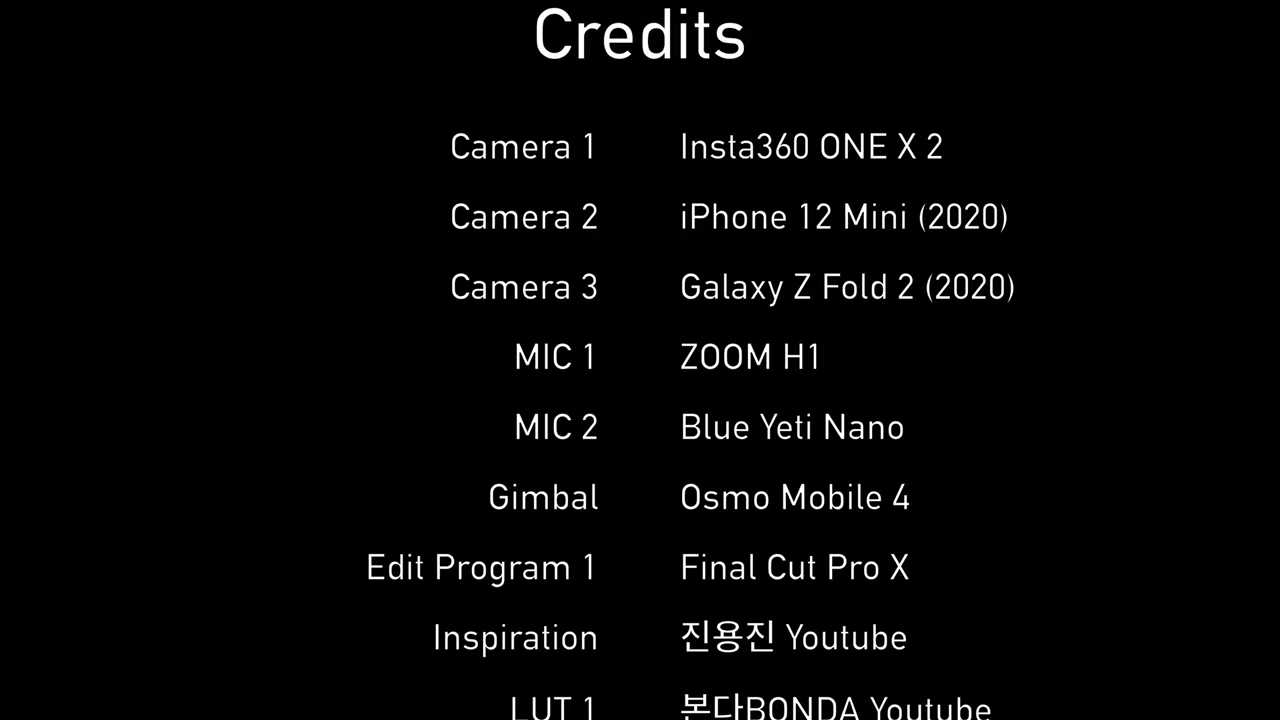 Credits
Camera 1 Insta360 ONE X 2
Camera 2 iPhone 12 Mini (2020)
Camera 3 Galaxy Z Fold 2 (2020)
MIC 1 ZOOM H1
MIC 2 Blue Yeti Nano
Gimbal Osmo Mobile 4
Edit Program 1 Final Cut Pro X
Inspiration 진용진 Youtube
LUT 1 본다BONDA Youtube